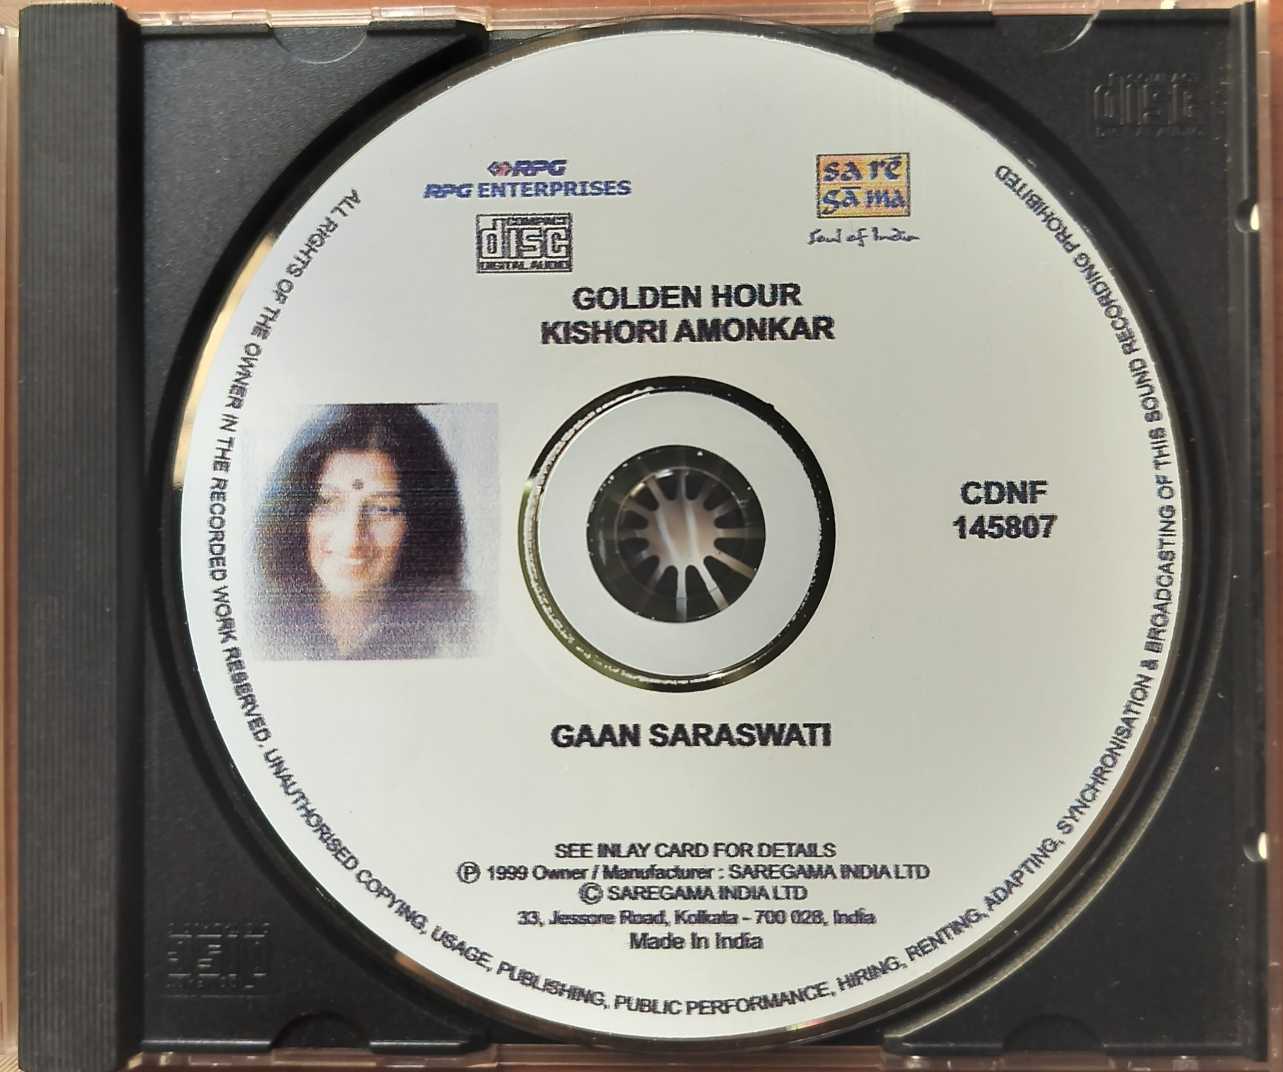 RPG
RPG ENTERPRISES
COMPACT
disc
DIGITAL AUDIO
sa rē
gā ma
Soul of India
GOLDEN HOUR
KISHORI AMONKAR
CDNF
145807
GAAN SARASWATI
SEE INLAY CARD FOR DETAILS
Ⓟ 1999 Owner / Manufacturer : SAREGAMA INDIA LTD
© SAREGAMA INDIA LTD
33, Jessore Road, Kolkata - 700 028, India
Made In India
ALL RIGHTS OF THE OWNER IN THE RECORDED WORK RESERVED. UNAUTHORISED COPYING, USAGE, PUBLISHING, PUBLIC PERFORMANCE, HIRING, RENTING, ADAPTING, SYNCHRONISATION & BROADCASTING OF THIS SOUND RECORDING PROHIBITED
disc